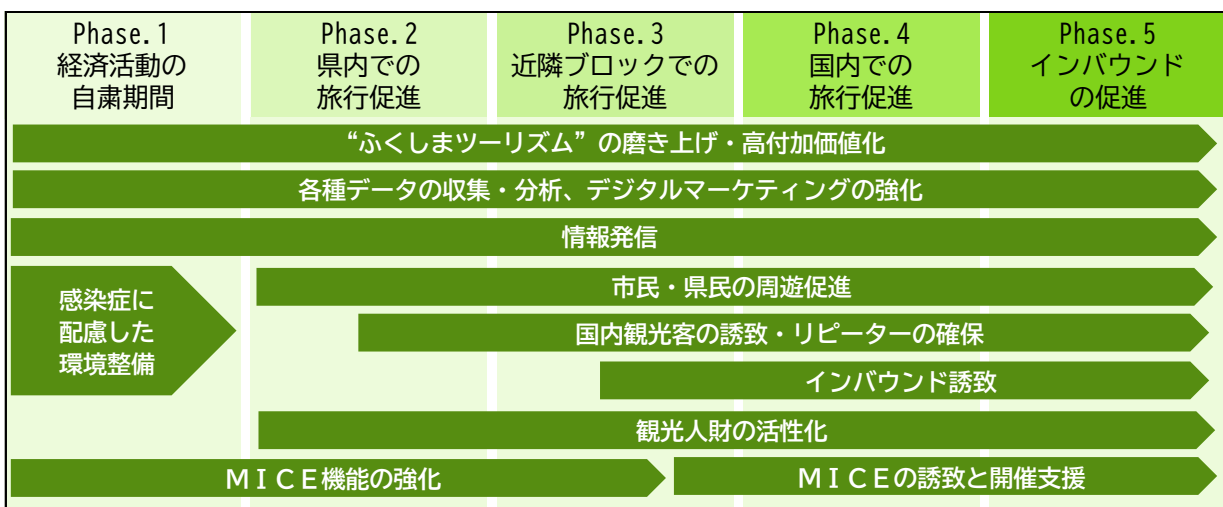 Phase.1
経済活動の
自粛期間
Phase.2
県内での
旅行促進
Phase.3
近隣ブロックでの
旅行促進
Phase.4
国内での
旅行促進
Phase.5
インバウンド
の促進
“ふくしまツーリズム”の磨き上げ・高付加価値化
各種データの収集・分析、デジタルマーケティングの強化
情報発信
感染症に
配慮した
環境整備
市民・県民の周遊促進
国内観光客の誘致・リピーターの確保
インバウンド誘致
観光人財の活性化
ＭＩＣＥ機能の強化
ＭＩＣＥの誘致と開催支援